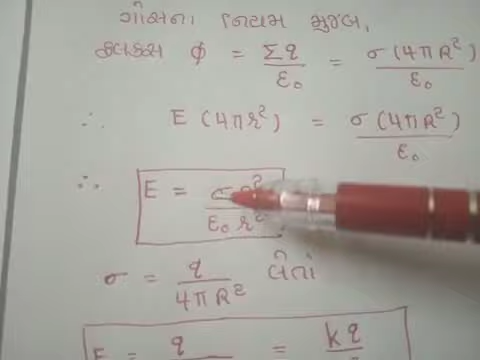 ગૌસના નિયમ મુજબ,
ફ્લક્સ ϕ = Σq/ε₀ = σ(4πR²)/ε₀
∴ E (4πr²) = σ(4πR²)/ε₀
∴ E = σR²/ε₀r²
σ = q/4πR² લેતાં
E = q = kq